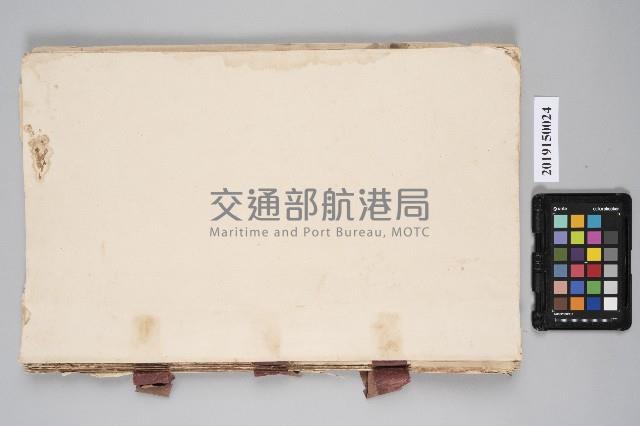 交通部航港局
Maritime and Port Bureau, MOTC
2019150024